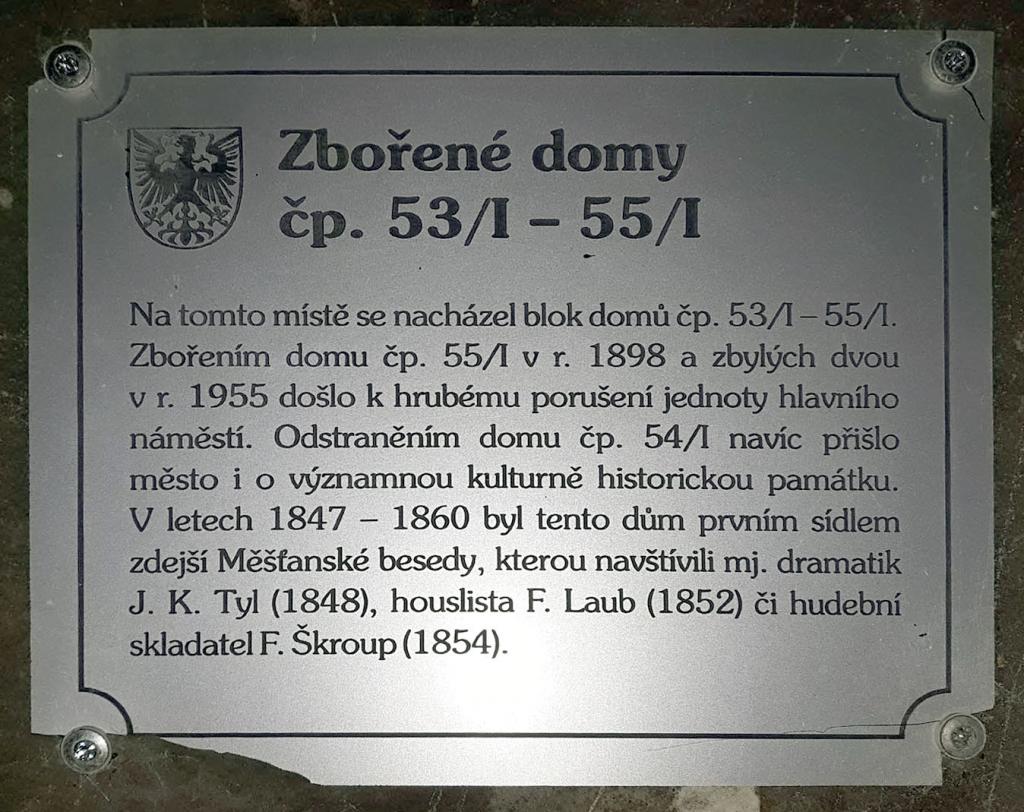 Zbořené domy
čp. 53/I – 55/I
Na tomto místě se nacházel blok domů čp. 53/I – 55/I.
Zbořením domu čp. 55/I v r. 1898 a zbylých dvou
v r. 1955 došlo k hrubému porušení jednoty hlavního
náměstí. Odstraněním domu čp. 54/I navíc přišlo
město i o významnou kulturně historickou památku.
V letech 1847 – 1860 byl tento dům prvním sídlem
zdejší Měšťanské besedy, kterou navštívili mj. dramatik
J. K. Tyl (1848), houslista F. Laub (1852) či hudební
skladatel F. Škroup (1854).